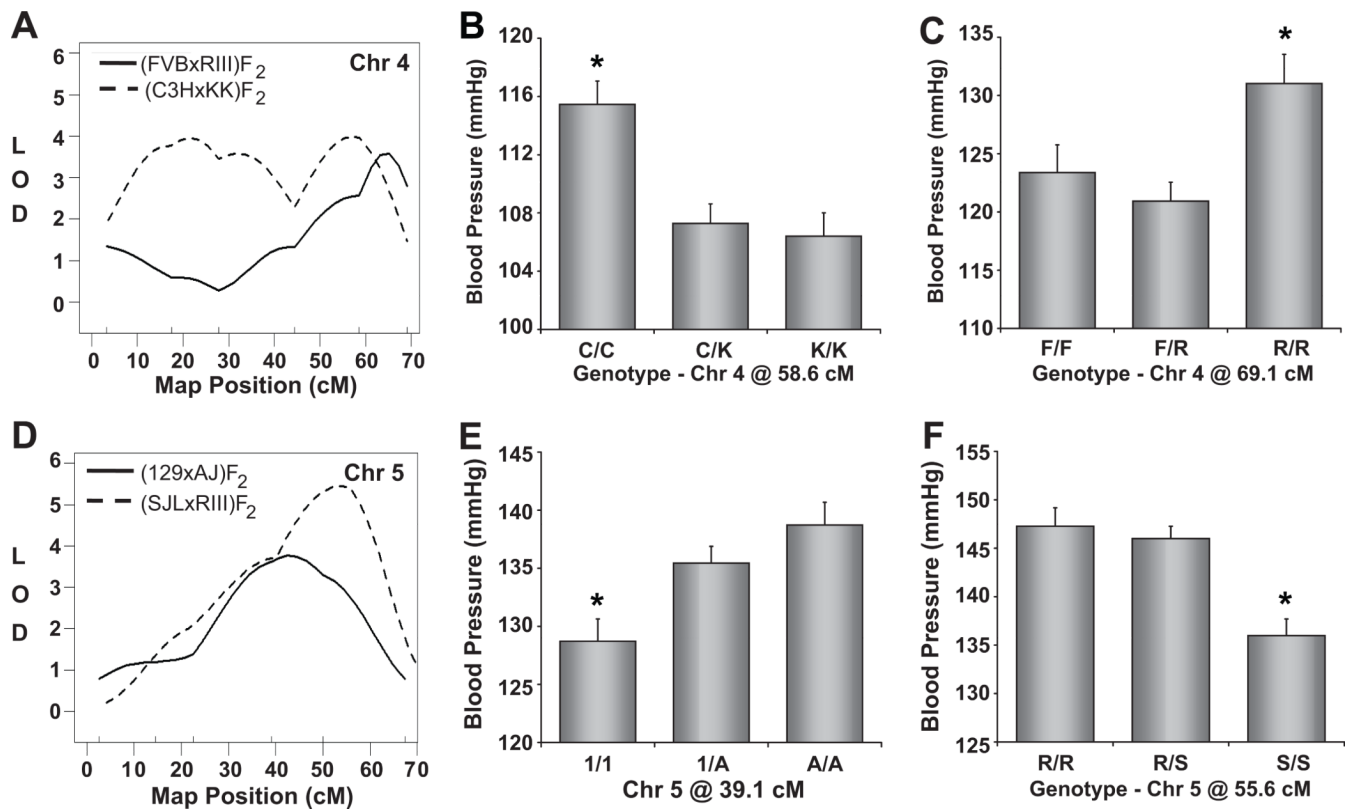 A
6
5
4
3
2
1
0
L
O
D
(FVBxRIII)F2
(C3HxKK)F2
Chr 4
0 10 20 30 40 50 60 70
Map Position (cM)
B
Blood Pressure (mmHg)
120
116
112
108
104
100
*
C/C C/K K/K
Genotype - Chr 4 @ 58.6 cM
C
Blood Pressure (mmHg)
135
130
125
120
115
110
*
F/F F/R R/R
Genotype - Chr 4 @ 69.1 cM
D
6
5
4
3
2
1
0
L
O
D
(129xAJ)F2
(SJLxRIII)F2
Chr 5
0 10 20 30 40 50 60 70
Map Position (cM)
E
Blood Pressure (mmHg)
145
140
135
130
125
120
*
1/1 1/A A/A
Chr 5 @ 39.1 cM
F
Blood Pressure (mmHg)
155
150
145
140
135
130
125
*
R/R R/S S/S
Genotype - Chr 5 @ 55.6 cM